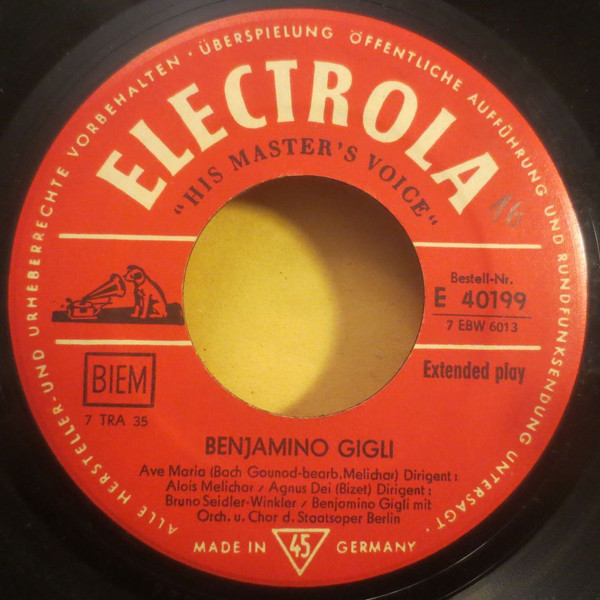 ALLE HERSTELLER- UND URHEBERRECHTE VORBEHALTEN · ÜBERSPIELUNG ÖFFENTLICHE AUFFÜHRUNG UND RUNDFUNKSENDUNG UNTERSAGT ·
ELECTROLA
"HIS MASTER'S VOICE"
16
Bestell-Nr.
E 40199
7 EBW 6013
BIEM
Extended play
7 TRA 35
BENJAMINO GIGLI
Ave Maria (Bach Gounod-bearb. Melichar) Dirigent:
Alois Melichar / Agnus Dei (Bizet) Dirigent:
Bruno Seidler-Winkler / Benjamino Gigli mit
Orch. u. Chor d. Staatsoper Berlin
MADE IN 45 GERMANY